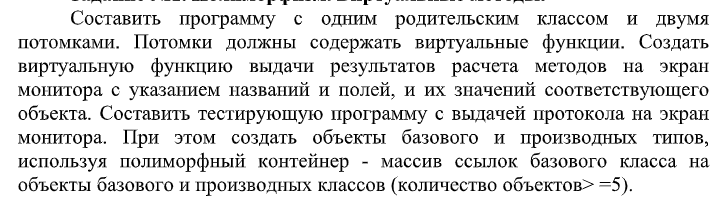 Составить программу с одним родительским классом и двумя
потомками. Потомки должны содержать виртуальные функции. Создать
виртуальную функцию выдачи результатов расчета методов на экран
монитора с указанием названий и полей, и их значений соответствующего
объекта. Составить тестирующую программу с выдачей протокола на экран
монитора. При этом создать объекты базового и производных типов,
используя полиморфный контейнер - массив ссылок базового класса на
объекты базового и производных классов (количество объектов> =5).